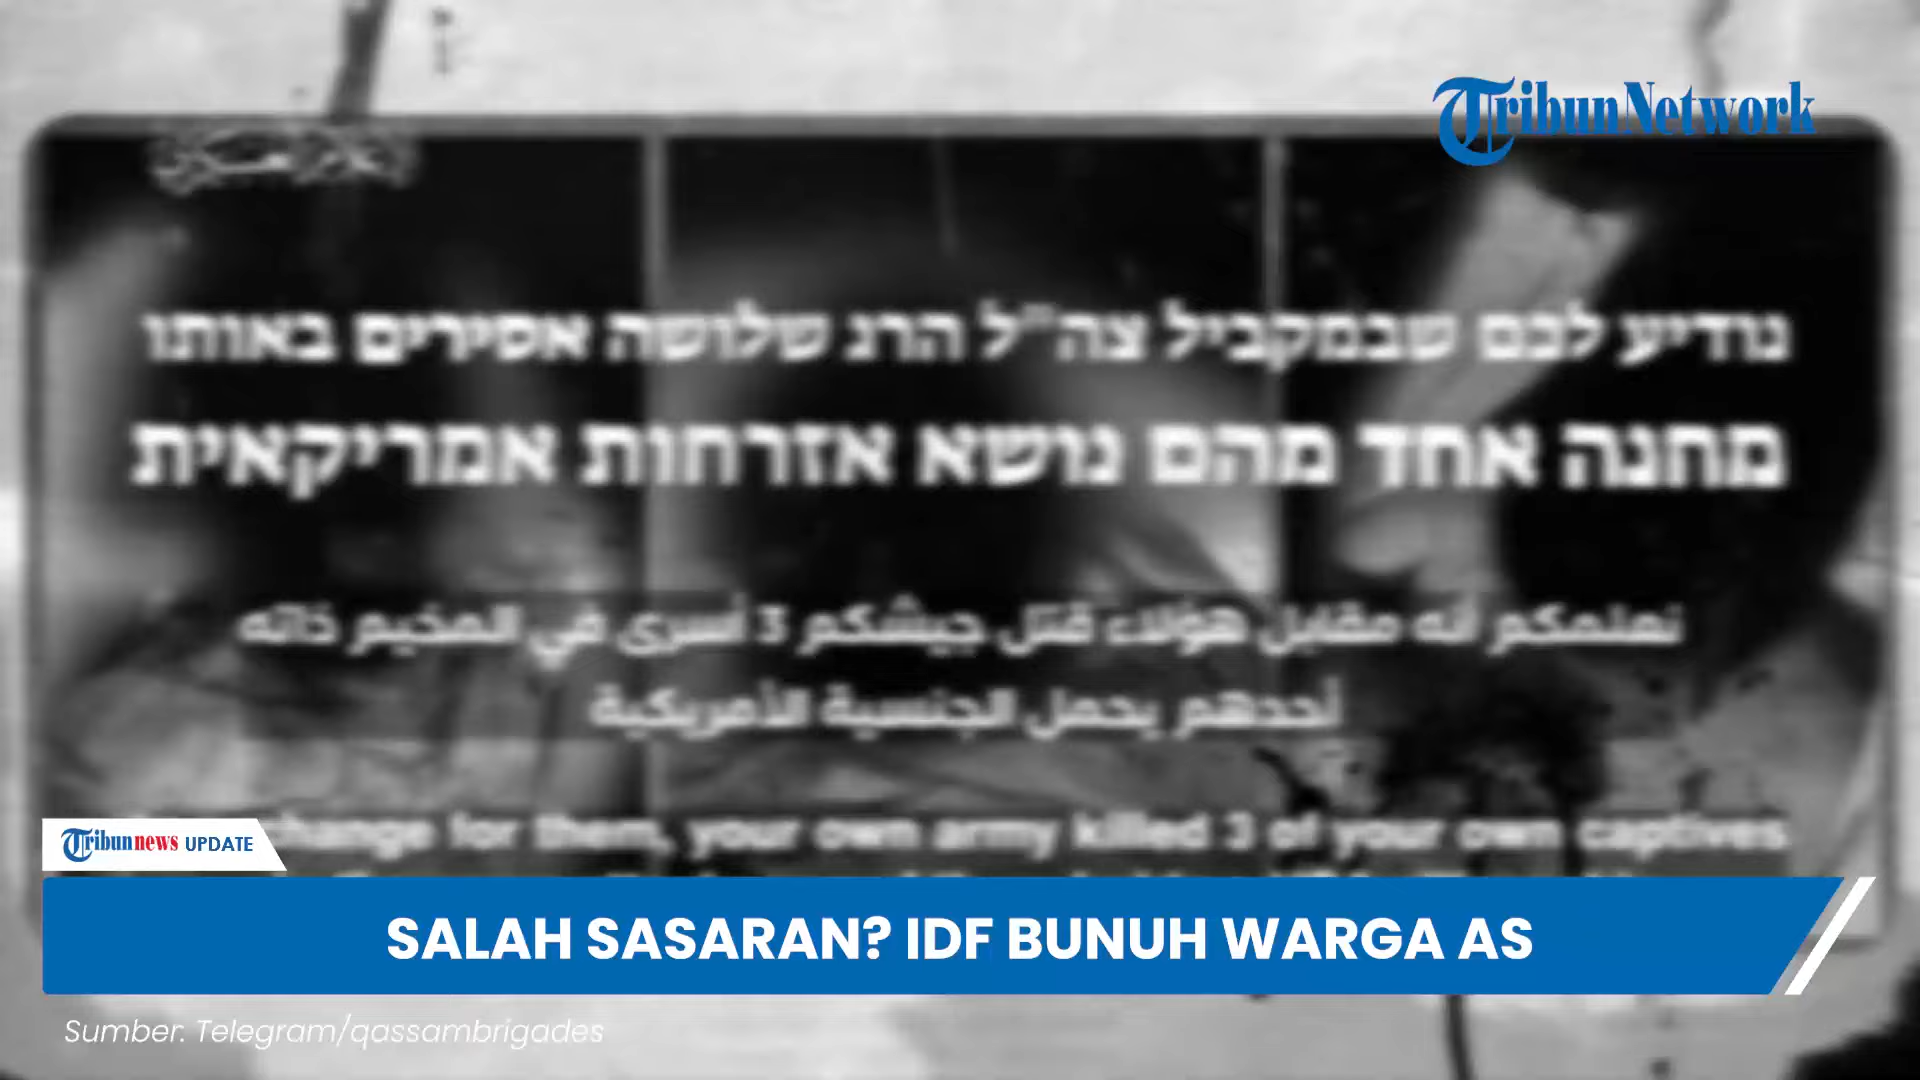 TribunNetwork
נודיע לכם שבמקביל צה"ל הרג שלושה אסירים באותו
מחנה אחד מהם נושא אזרחות אמריקאית
نعلمكم أنه مقابل هؤلاء قتل جيشكم 3 أسرى في المخيم ذاته
أحدهم يحمل الجنسية الأمريكية
for them, your own army killed 3 of your own captives
Tribunnews UPDATE
SALAH SASARAN? IDF BUNUH WARGA AS
Sumber: Telegram/qassambrigades